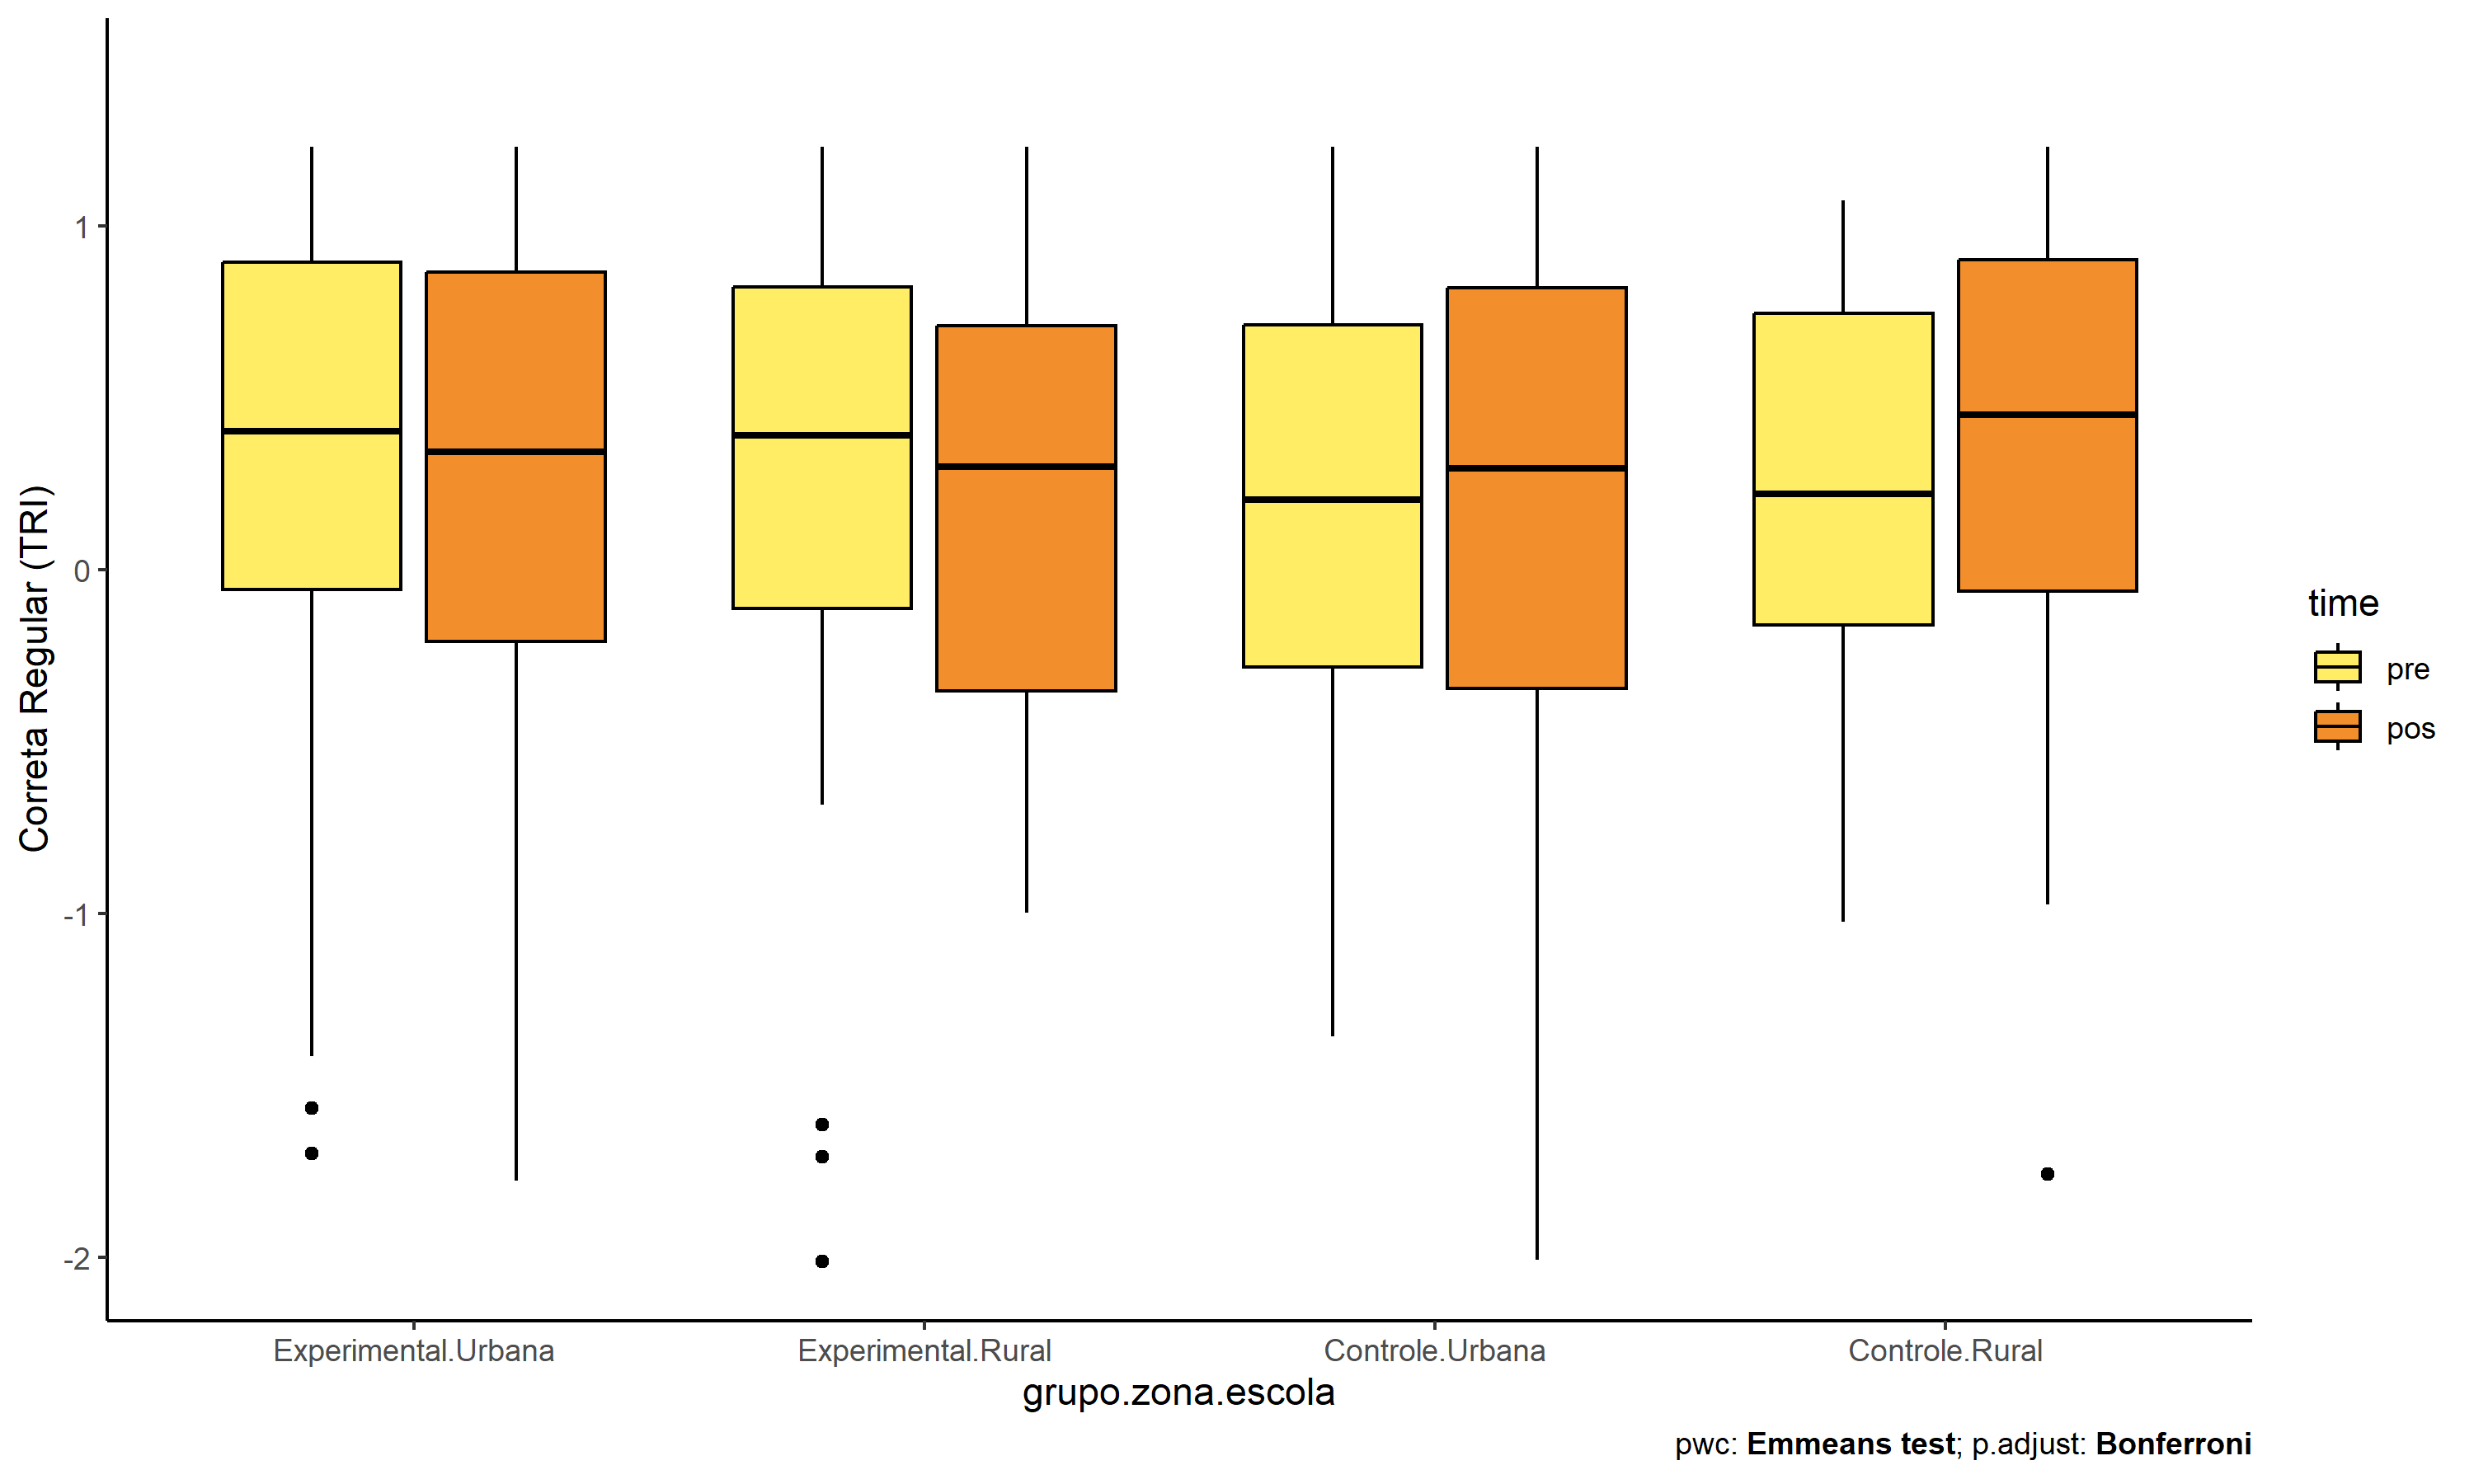 Correta Regular (TRI)
1
0
-1
-2
Experimental.Urbana
Experimental.Rural
Controle.Urbana
Controle.Rural
grupo.zona.escola
time
pre
pos
pwc: Emmeans test; p.adjust: Bonferroni